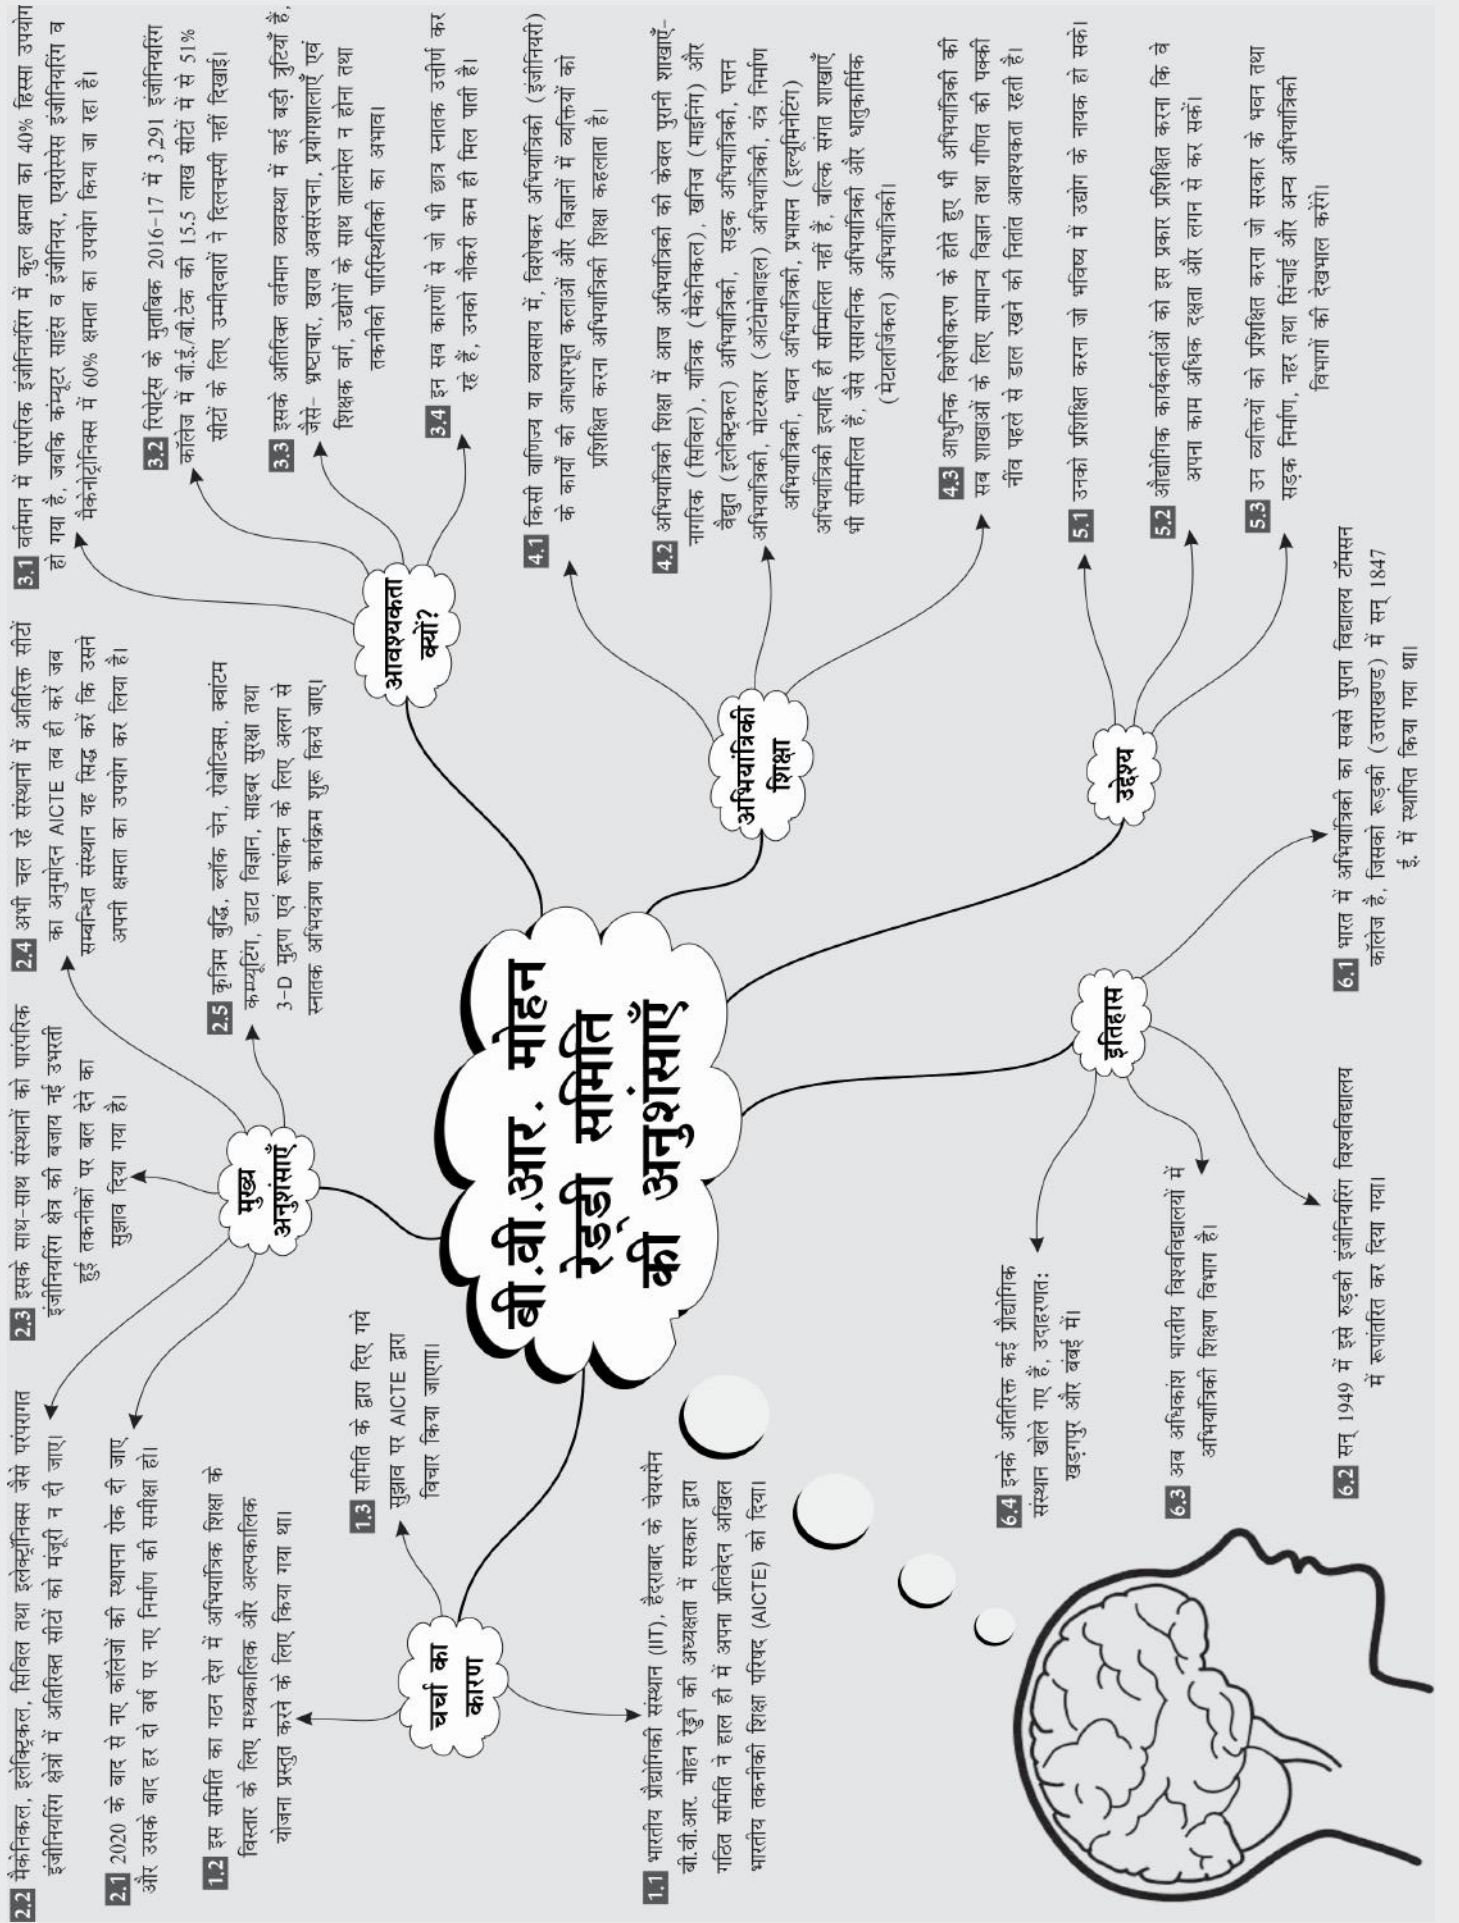 बी.वी.आर. मोहन
रेड्डी समिति
की अनुशंसाएँ
चर्चा का
कारण
1.1 भारतीय प्रौद्योगिकी संस्थान (IIT), हैदराबाद के चेयरमैन
बी.वी.आर. मोहन रेड्डी की अध्यक्षता में सरकार द्वारा
गठित समिति ने हाल ही में अपना प्रतिवेदन अखिल
भारतीय तकनीकी शिक्षा परिषद (AICTE) को दिया।
1.2 इस समिति का गठन देश में अभियांत्रिक शिक्षा के
विस्तार के लिए मध्यकालिक और अल्पकालिक
योजना प्रस्तुत करने के लिए किया गया था।
1.3 समिति के द्वारा दिए गये
सुझाव पर AICTE द्वारा
विचार किया जाएगा।
मुख्य
अनुशंसाएँ
2.1 2020 के बाद से नए कॉलेजों की स्थापना रोक दी जाए
और उसके बाद हर दो वर्ष पर नए निर्माण की समीक्षा हो।
2.2 मैकेनिकल, इलेक्ट्रिकल, सिविल तथा इलेक्ट्रॉनिक्स जैसे परंपरागत
इंजीनियरिंग क्षेत्रों में अतिरिक्त सीटों को मंजूरी न दी जाए।
2.3 इसके साथ-साथ संस्थानों को पारंपरिक
इंजीनियरिंग क्षेत्र की बजाय नई उभरती
हुई तकनीकों पर बल देने का
सुझाव दिया गया है।
2.4 अभी चल रहे संस्थानों में अतिरिक्त सीटों
का अनुमोदन AICTE तब ही करें जब
सम्बन्धित संस्थान यह सिद्ध करें कि उसने
अपनी क्षमता का उपयोग कर लिया है।
2.5 कृत्रिम बुद्धि, ब्लॉक चेन, रोबोटिक्स, क्वांटम
कम्प्यूटिंग, डाटा विज्ञान, साइबर सुरक्षा तथा
3-D मुद्रण एवं रूपांकन के लिए अलग से
स्नातक अभियंत्रण कार्यक्रम शुरू किये जाए।
आवश्यकता
क्यों?
3.1 वर्तमान में पारंपरिक इंजीनियरिंग में कुल क्षमता का 40% हिस्सा उपयोग
हो गया है, जबकि कंम्यूटर साइंस व इंजीनियर, एयरोस्पेस इंजीनियरिंग व
मैकेनोट्रोनिक्स में 60% क्षमता का उपयोग किया जा रहा है।
3.2 रिपोर्ट्स के मुताबिक 2016-17 में 3,291 इंजीनियरिंग
कॉलेज में बी.ई./बी.टेक की 15.5 लाख सीटों में से 51%
सीटों के लिए उम्मीदवारों ने दिलचस्पी नहीं दिखाई।
3.3 इसके अतिरिक्त वर्तमान व्यवस्था में कई बड़ी त्रुटियाँ हैं,
जैसे- भ्रष्टाचार, खराब अवसंरचना, प्रयोगशालाएँ एवं
शिक्षक वर्ग, उद्योगों के साथ तालमेल न होना तथा
तकनीकी पारिस्थितिकी का अभाव।
3.4 इन सब कारणों से जो भी छात्र स्नातक उत्तीर्ण कर
रहे हैं, उनको नौकरी कम ही मिल पाती है।
अभियांत्रिकी
शिक्षा
4.1 किसी वाणिज्य या व्यवसाय में, विशेषकर अभियांत्रिकी (इंजीनियरी)
के कार्यों की आधारभूत कलाओं और विज्ञानों में व्यक्तियों को
प्रशिक्षित करना अभियांत्रिकी शिक्षा कहलाता है।
4.2 अभियांत्रिकी शिक्षा में आज अभियांत्रिकी की केवल पुरानी शाखाएँ-
नागरिक (सिविल), यांत्रिक (मैकेनिकल), खनिज (माइनिंग) और
वैद्युत (इलेक्ट्रिकल) अभियांत्रिकी, सड़क अभियांत्रिकी, पत्तन
अभियांत्रिकी, मोटरकार (ऑटोमोबाइल) अभियांत्रिकी, यंत्र निर्माण
अभियांत्रिकी, भवन अभियांत्रिकी, प्रभासन (इल्यूमिनेटिंग)
अभियांत्रिकी इत्यादि ही सम्मिलित नहीं हैं, बल्कि संगत शाखाएँ
भी सम्मिलित हैं, जैसे रासायनिक अभियांत्रिकी और धातुकार्मिक
(मेटालर्जिकल) अभियांत्रिकी।
4.3 आधुनिक विशेषीकरण के होते हुए भी अभियांत्रिकी की
सब शाखाओं के लिए सामान्य विज्ञान तथा गणित की पक्की
नींव पहले से डाल रखने की नितांत आवश्यकता रहती है।
उद्देश्य
5.1 उनको प्रशिक्षित करना जो भविष्य में उद्योग के नायक हो सकें।
5.2 औद्योगिक कार्यकर्ताओं को इस प्रकार प्रशिक्षित करना कि वे
अपना काम अधिक दक्षता और लगन से कर सकें।
5.3 उन व्यक्तियों को प्रशिक्षित करना जो सरकार के भवन तथा
सड़क निर्माण, नहर तथा सिंचाई और अन्य अभियांत्रिकी
विभागों की देखभाल करेंगे।
इतिहास
6.1 भारत में अभियांत्रिकी का सबसे पुराना विद्यालय टॉमसन
कॉलेज है, जिसको रूड़की (उत्तराखण्ड) में सन् 1847
ई. में स्थापित किया गया था।
6.2 सन् 1949 में इसे रुड़की इंजीनियरिंग विश्वविद्यालय
में रूपांतरित कर दिया गया।
6.3 अब अधिकांश भारतीय विश्वविद्यालयों में
अभियांत्रिकी शिक्षण विभाग है।
6.4 इनके अतिरिक्त कई प्रौद्योगिक
संस्थान खोले गए हैं, उदाहरणत:
खड़गपुर और बंबई में।